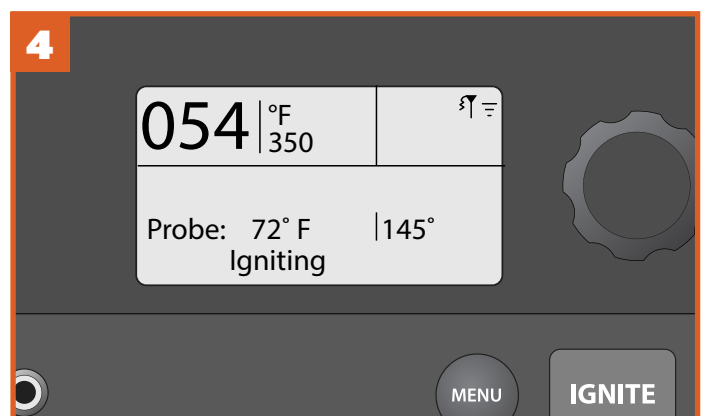 4
054 °F
350
Probe: 72° F 145°
Igniting
MENU IGNITE